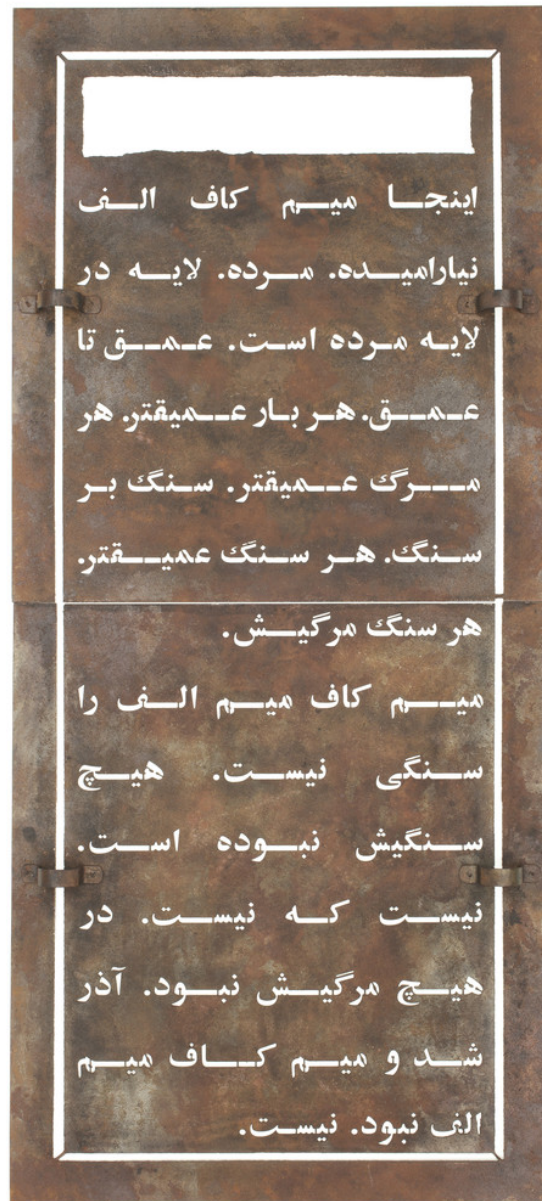 اینجا میم کاف الف
نیارامیده. مرده. لایه در
لایه مرده است. عمق تا
عمق. هر بار عمیقتر. هر
مرگ عمیقتر. سنگ بر
سنگ. هر سنگ عمیقتر.
هر سنگ مرگیش.
میم کاف میم الف را
سنگی نیست. هیچ
سنگیش نبوده است.
نیست که نیست. در
هیچ مرگیش نبود. آذر
شد و میم کاف میم
الف نبود. نیست.